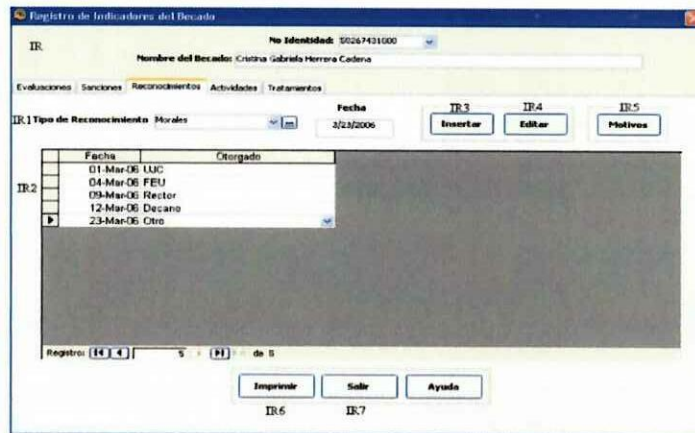 Registro de Indicadores del Becado
IR
No Identidad: 50267431000
Nombre del Becado: Cristina Gabriela Herrera Cadena
Evaluaciones Sanciones Reconocimientos Actividades Tratamientos
Fecha IR3 IR4 IR5
IR1 Tipo de Reconocimiento Morales 3/23/2006 Insertar Editar Motivos
Fecha Otorgado
01-Mar-06 UJC
IR2 04-Mar-06 FEU
09-Mar-06 Rector
12-Mar-06 Decano
23-Mar-06 Otro
Registro: 5 de 5
Imprimir Salir Ayuda
IR6 IR7